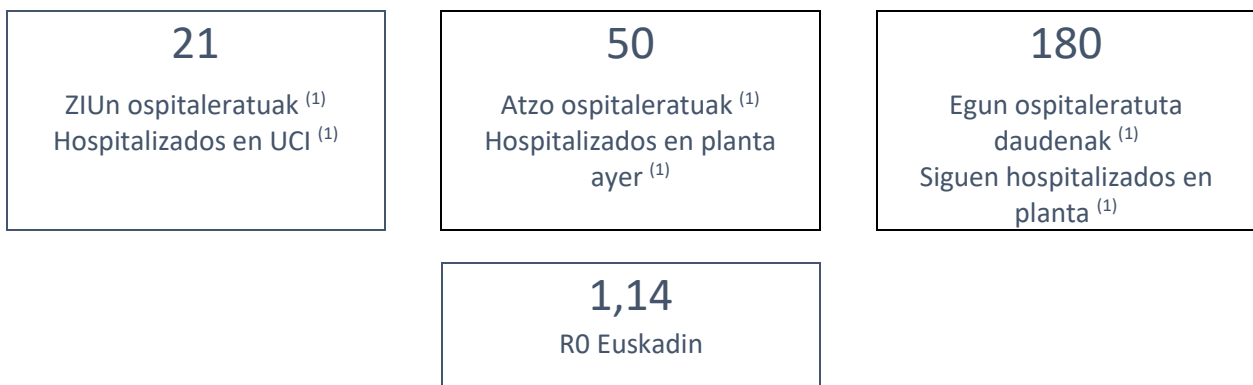 21
ZIUn ospitaleratuak (1)
Hospitalizados en UCI (1)
50
Atzo ospitaleratuak (1)
Hospitalizados en planta
ayer (1)
180
Egun ospitaleratuta
daudenak (1)
Siguen hospitalizados en
planta (1)
1,14
R0 Euskadin